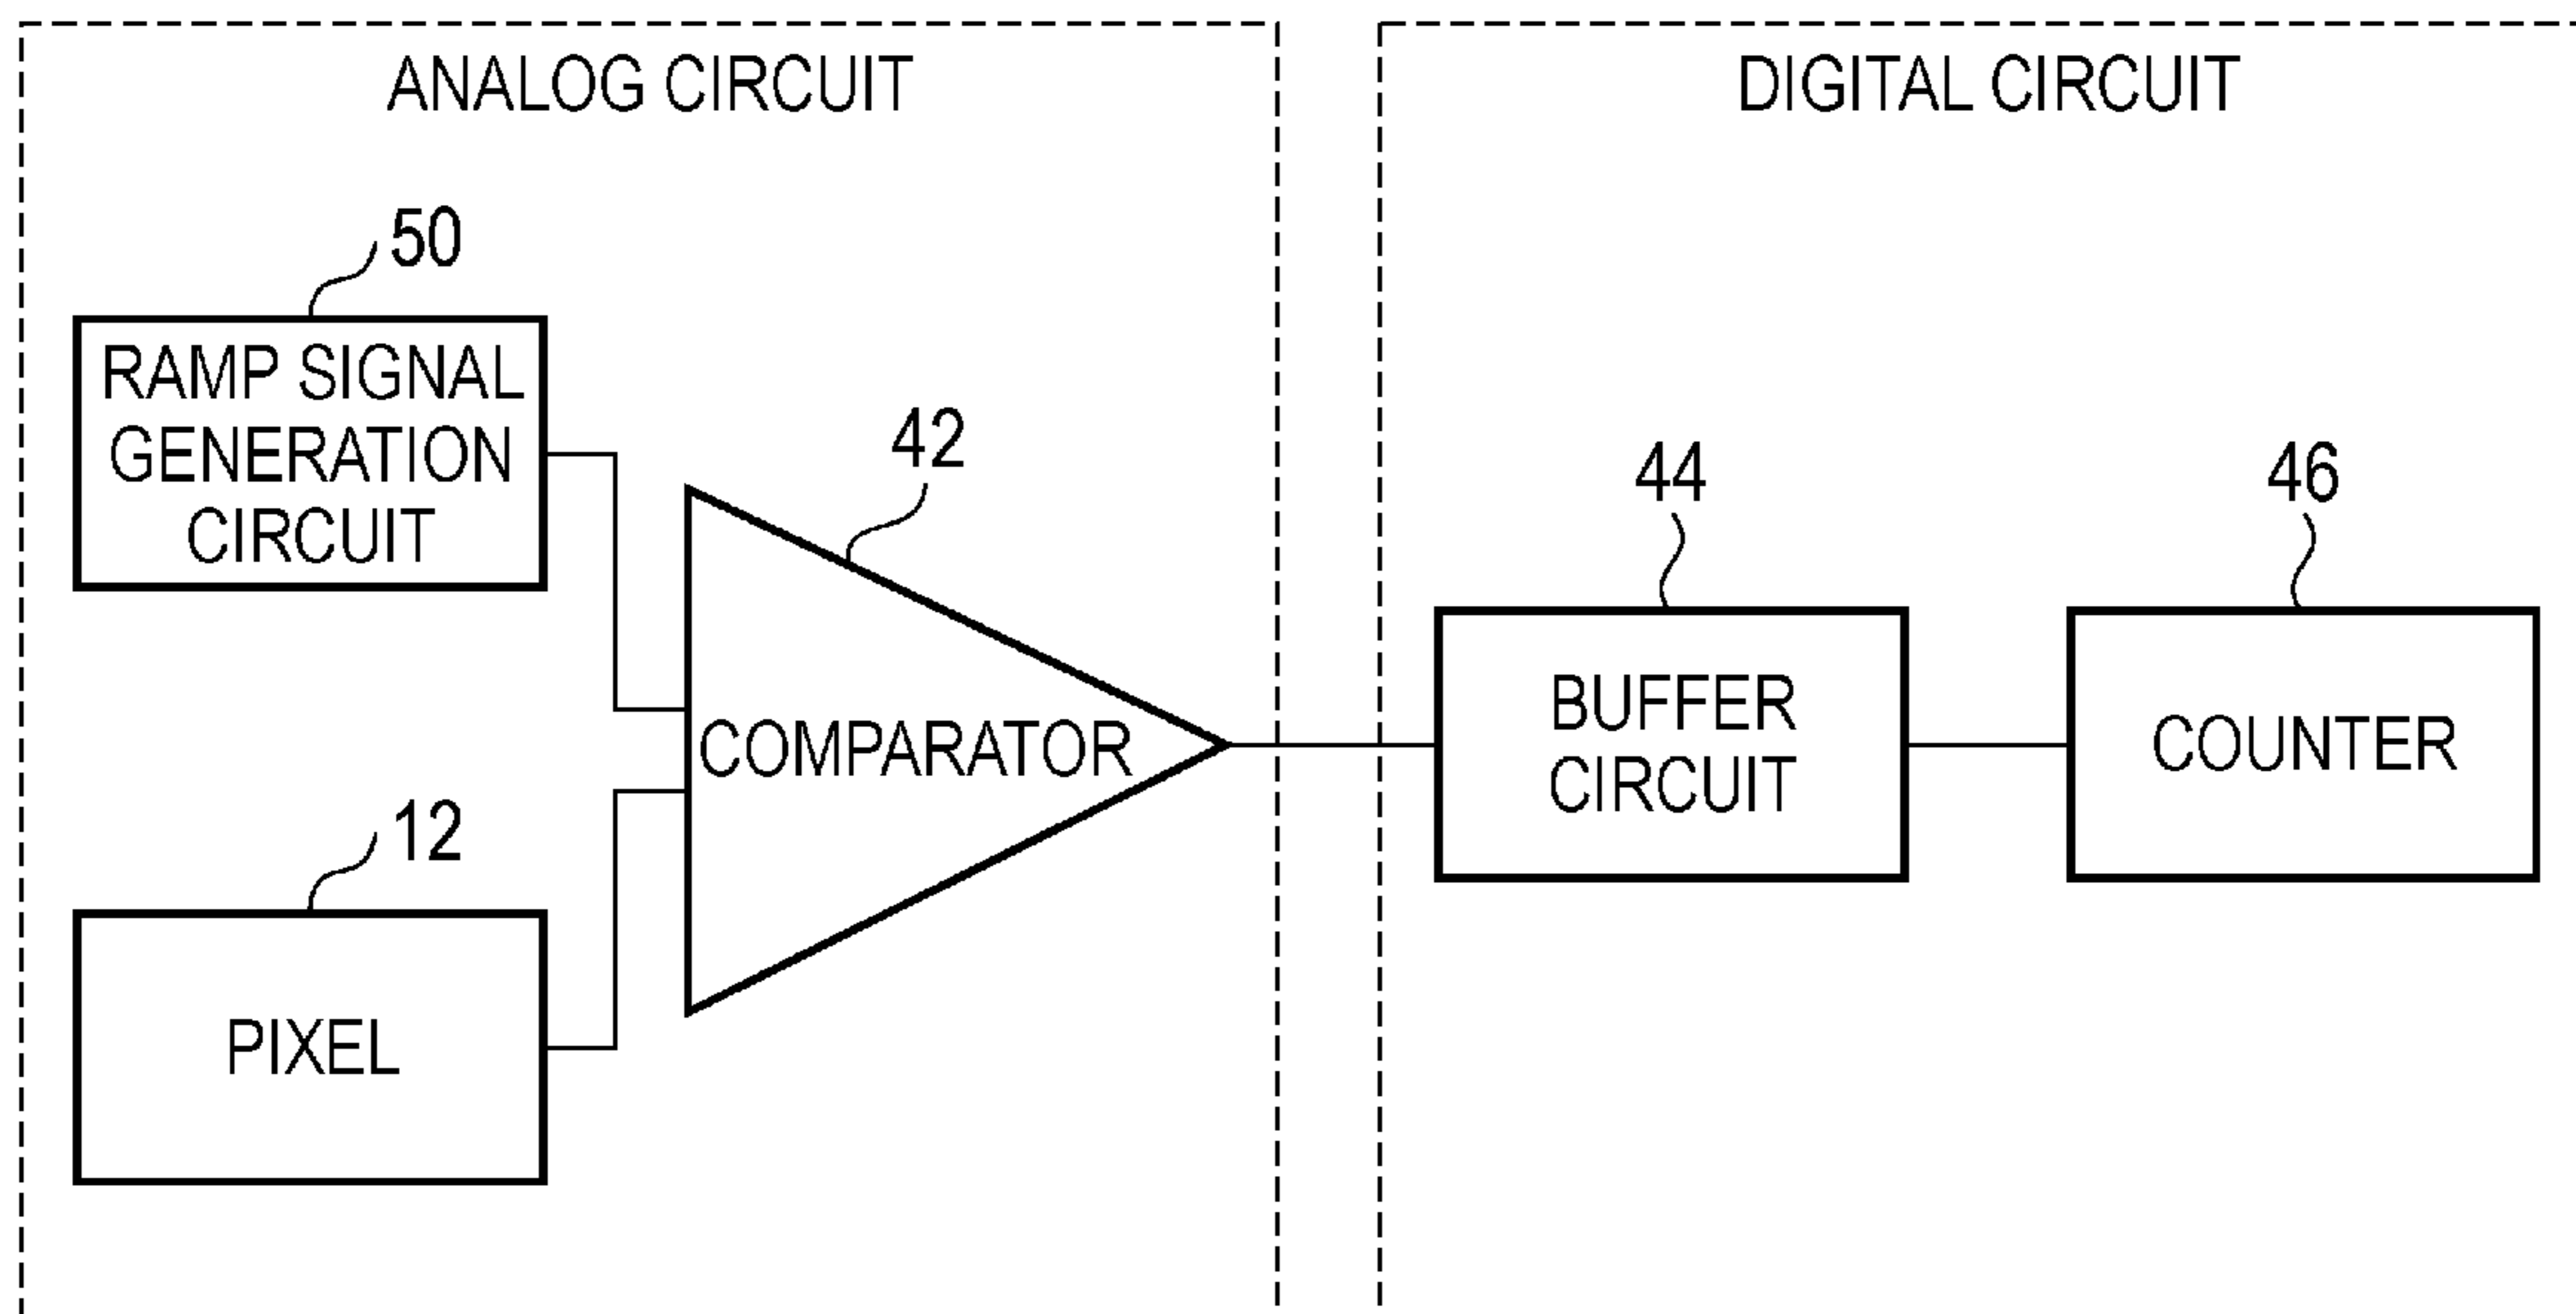 ANALOG CIRCUIT
DIGITAL CIRCUIT
50
RAMP SIGNAL
GENERATION
CIRCUIT
42
COMPARATOR
12
PIXEL
44
BUFFER
CIRCUIT
46
COUNTER